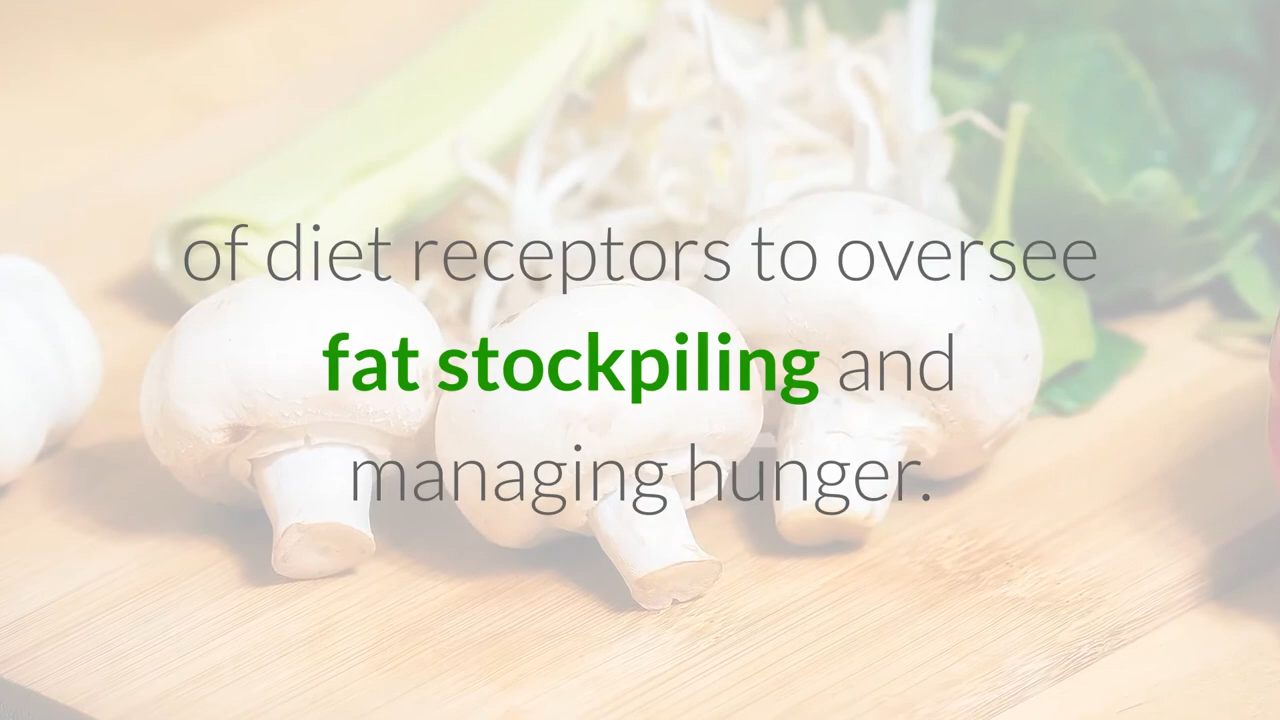 of diet receptors to oversee
fat stockpiling and
managing hunger.